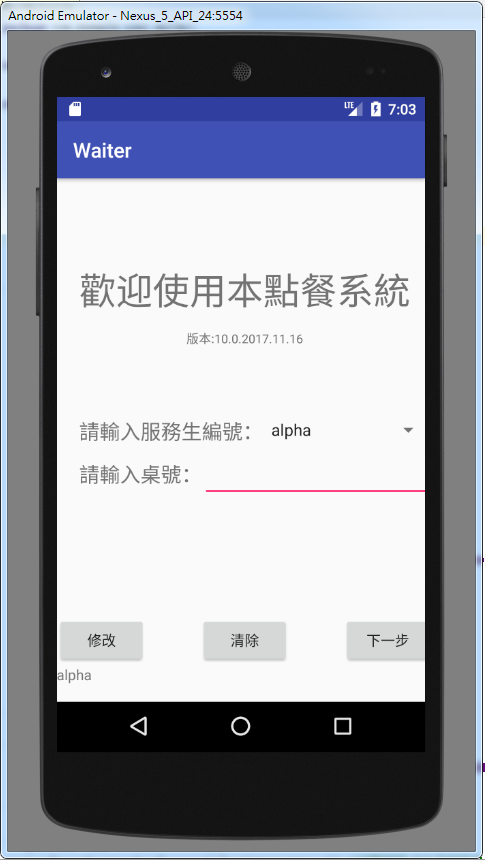 Android Emulator - Nexus_5_API_24:5554
LTE 7:03
Waiter
歡迎使用本點餐系統
版本:10.0.2017.11.16
請輸入服務生編號： alpha
請輸入桌號：
修改 清除 下一步
alpha